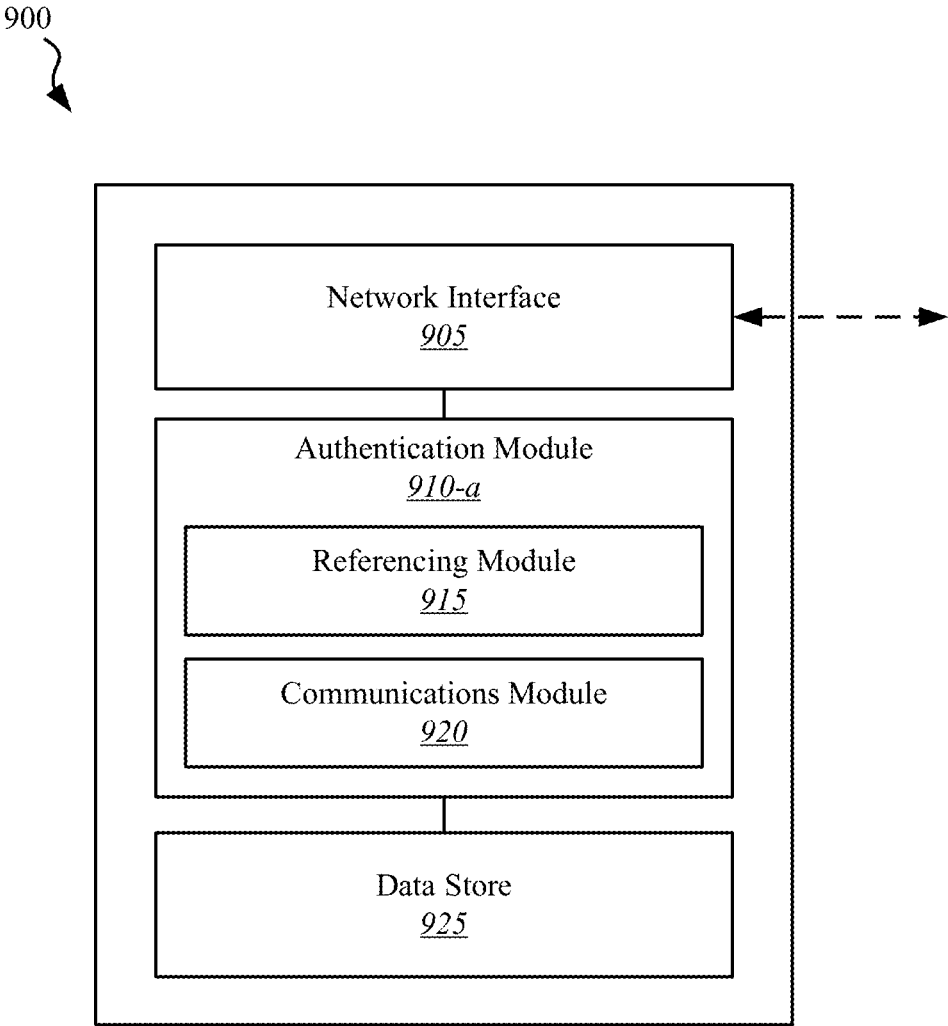 900
Network Interface
905
Authentication Module
910-a
Referencing Module
915
Communications Module
920
Data Store
925